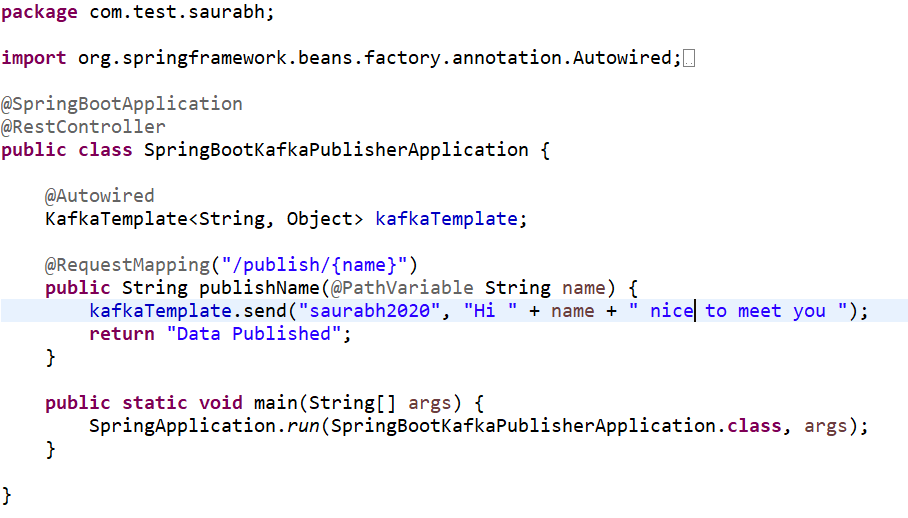 package com.test.saurabh;
import org.springframework.beans.factory.annotation.Autowired;
@SpringBootApplication
@RestController
public class SpringBootKafkaPublisherApplication {
@Autowired
KafkaTemplate<String, Object> kafkaTemplate;
@RequestMapping("/publish/{name}")
public String publishName(@PathVariable String name) {
kafkaTemplate.send("saurabh2020", "Hi " + name + " nice to meet you ");
return "Data Published";
}
public static void main(String[] args) {
SpringApplication.run(SpringBootKafkaPublisherApplication.class, args);
}
}